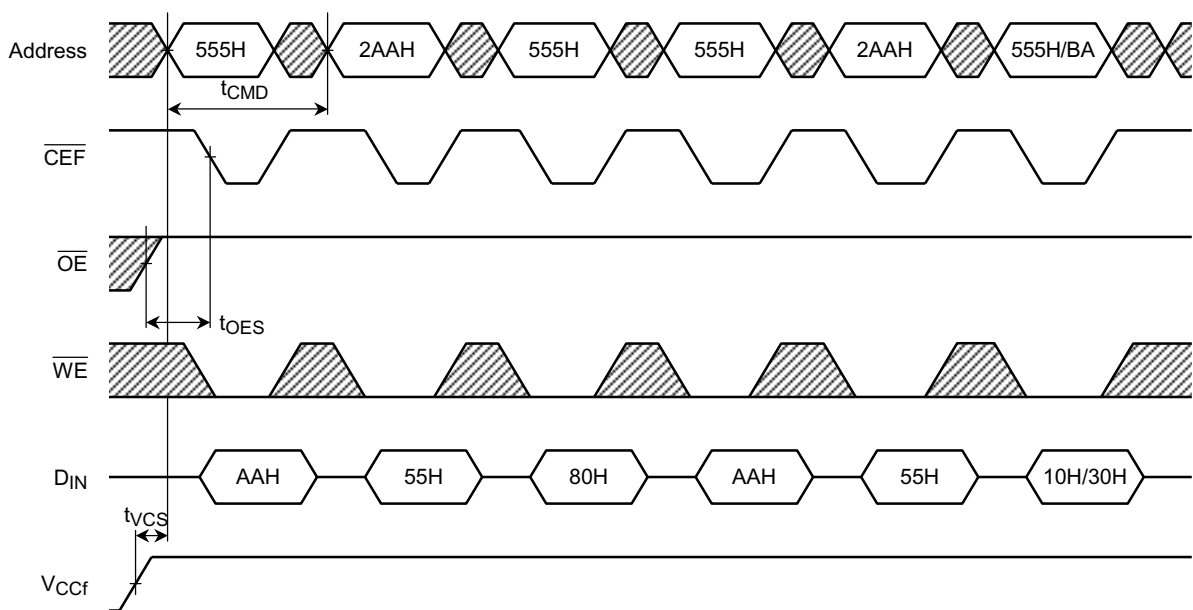 Address 555H 2AAH 555H 555H 2AAH 555H/BA
tCMD
CEF
OE
tOES
WE
DIN AAH 55H 80H AAH 55H 10H/30H
tVCS
VCCf